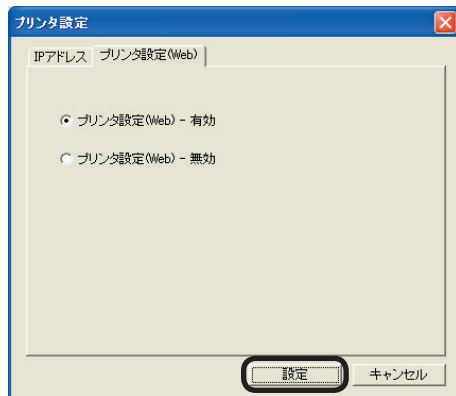 プリンタ設定
IPアドレス プリンタ設定(Web)
プリンタ設定(Web) - 有効
プリンタ設定(Web) - 無効
設定 キャンセル